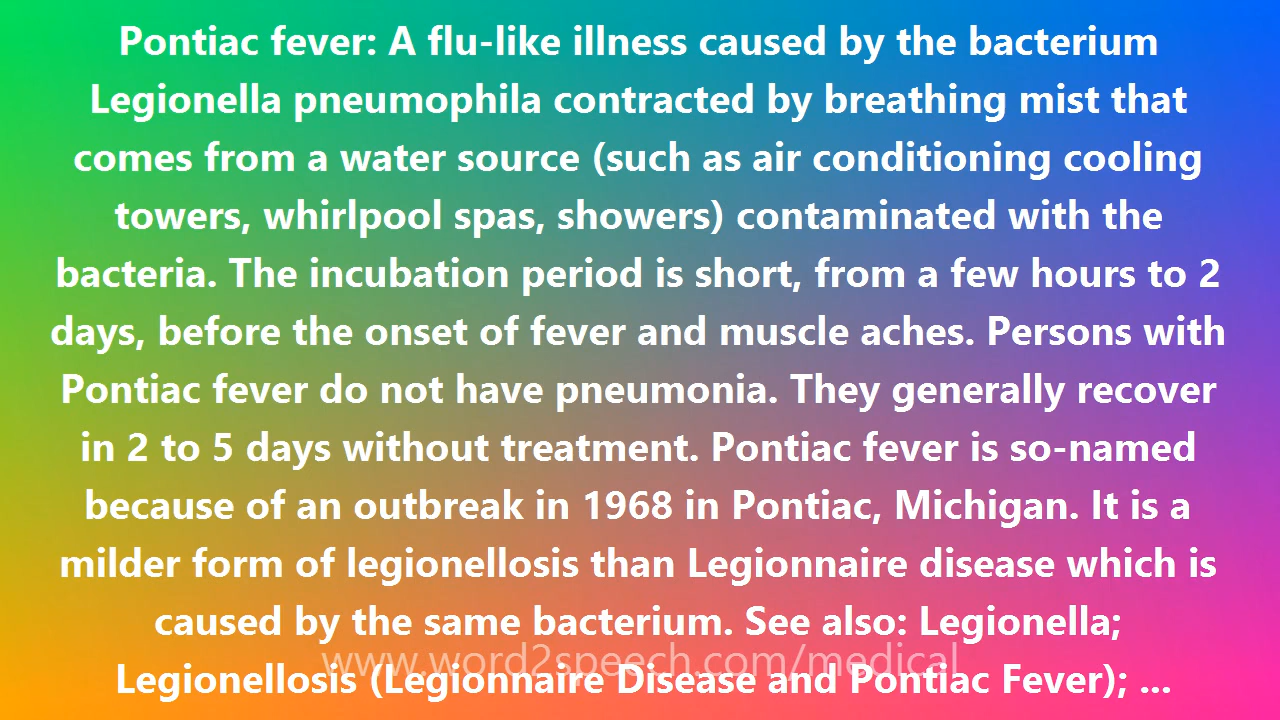 Pontiac fever: A flu-like illness caused by the bacterium
Legionella pneumophila contracted by breathing mist that
comes from a water source (such as air conditioning cooling
towers, whirlpool spas, showers) contaminated with the
bacteria. The incubation period is short, from a few hours to 2
days, before the onset of fever and muscle aches. Persons with
Pontiac fever do not have pneumonia. They generally recover
in 2 to 5 days without treatment. Pontiac fever is so-named
because of an outbreak in 1968 in Pontiac, Michigan. It is a
milder form of legionellosis than Legionnaire disease which is
caused by the same bacterium. See also: Legionella;
www.word2speech.com/medical
Legionellosis (Legionnaire Disease and Pontiac Fever); ...